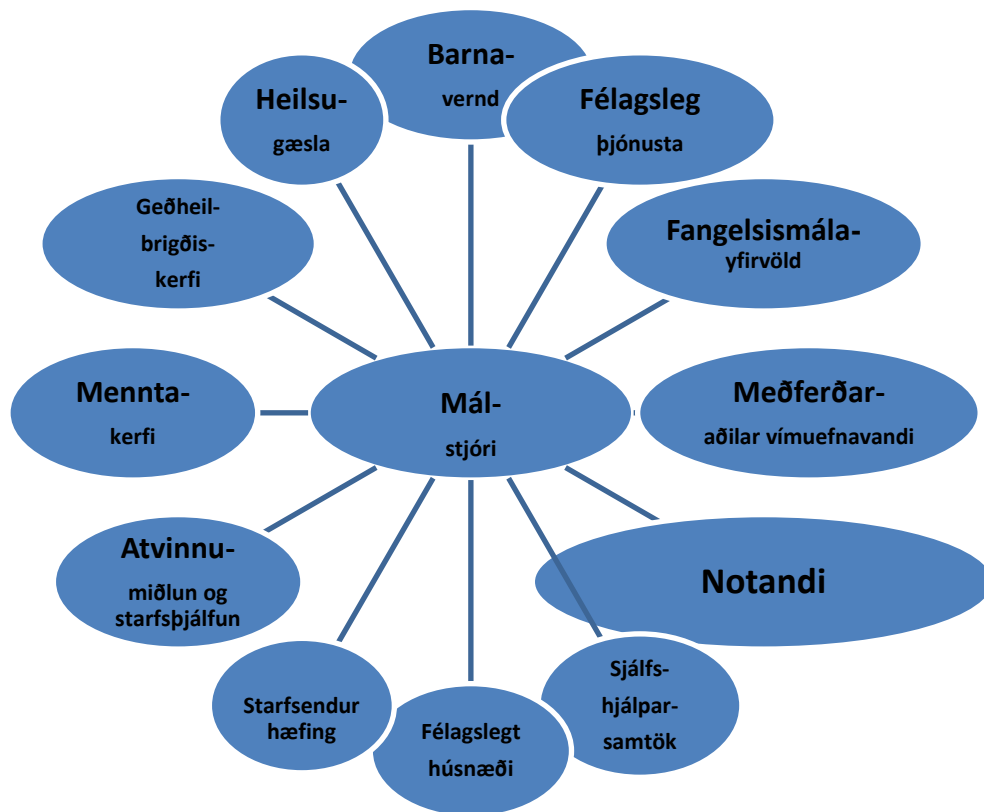 Barna-
vernd
Heilsu-
gæsla
Félagsleg
þjónusta
Geðheil-
brigðis-
kerfi
Fangelsismála-
yfirvöld
Mennta-
kerfi
Mál-
stjóri
Meðferðar-
aðilar vímuefnavandi
Atvinnu-
miðlun og
starfsþjálfun
Notandi
Starfsendur
hæfing
Félagslegt
húsnæði
Sjálfs-
hjálpar-
samtök